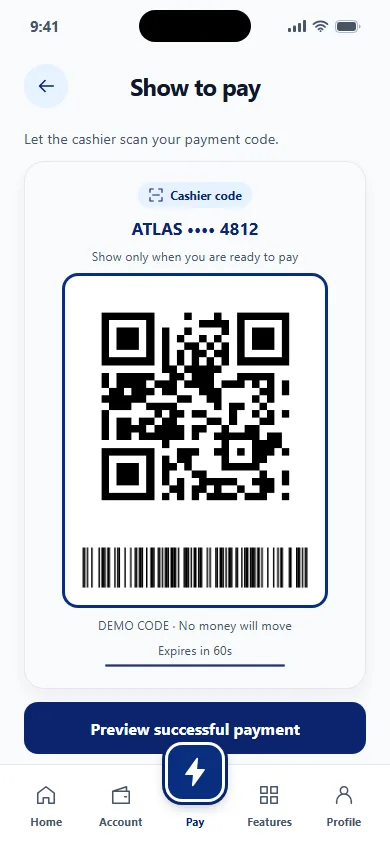 9:41
Show to pay
Let the cashier scan your payment code.
Cashier code
ATLAS •••• 4812
Show only when you are ready to pay
DEMO CODE · No money will move
Expires in 60s
Preview successful payment
Home Account Pay Features Profile